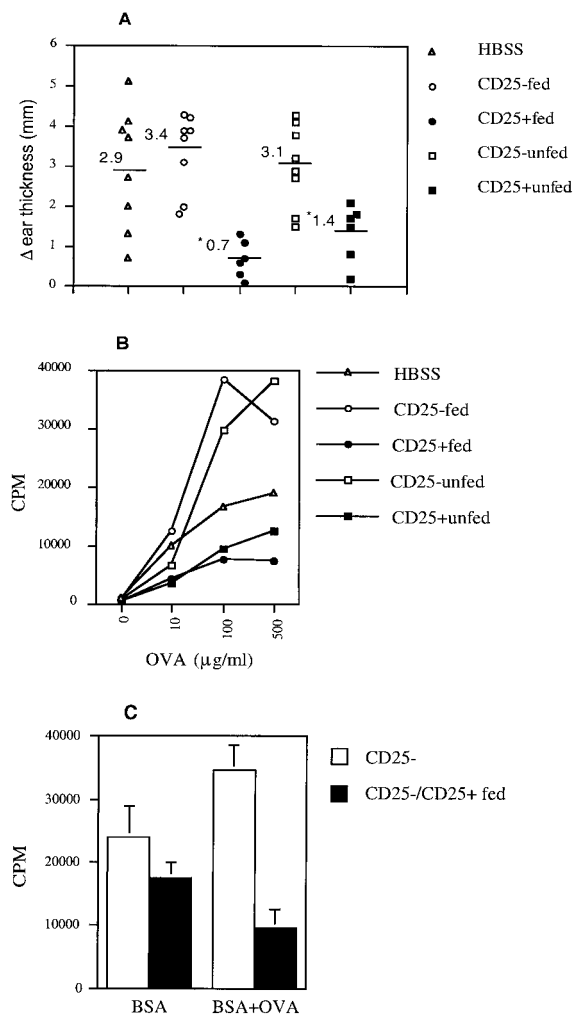 A
Δ ear thickness (mm)
6
5
4
3
2
1
0
2.9
3.4
*0.7
3.1
*1.4
HBSS
CD25-fed
CD25+fed
CD25-unfed
CD25+unfed
B
CPM
40000
30000
20000
10000
0
0
10
100
500
OVA (µg/ml)
HBSS
CD25-fed
CD25+fed
CD25-unfed
CD25+unfed
C
CPM
40000
30000
20000
10000
0
BSA
BSA+OVA
CD25-
CD25-/CD25+ fed